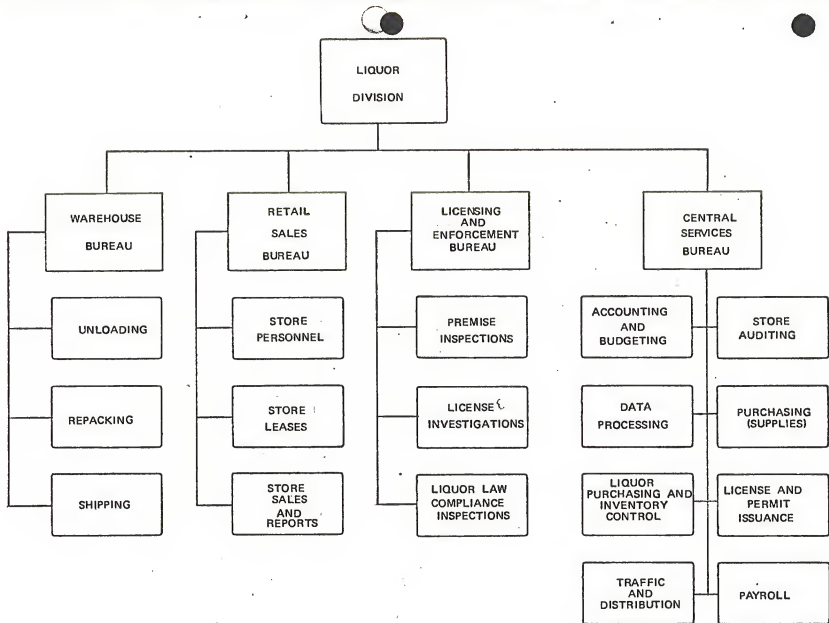 LIQUOR
DIVISION
WAREHOUSE
BUREAU
UNLOADING
REPACKING
SHIPPING
RETAIL
SALES
BUREAU
STORE
PERSONNEL
STORE
LEASES
STORE
SALES
AND
REPORTS
LICENSING
AND
ENFORCEMENT
BUREAU
PREMISE
INSPECTIONS
LICENSE
INVESTIGATIONS
LIQUOR LAW
COMPLIANCE
INSPECTIONS
CENTRAL
SERVICES
BUREAU
ACCOUNTING
AND
BUDGETING
STORE
AUDITING
DATA
PROCESSING
PURCHASING
(SUPPLIES)
LIQUOR
PURCHASING AND
INVENTORY
CONTROL
LICENSE AND
PERMIT
ISSUANCE
TRAFFIC
AND
DISTRIBUTION
PAYROLL